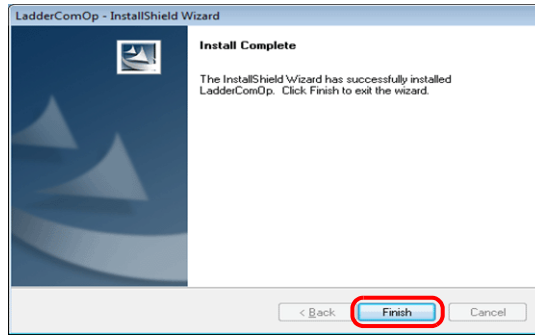 LadderComOp - InstallShield Wizard
Install Complete
The InstallShield Wizard has successfully installed
LadderComOp. Click Finish to exit the wizard.
< Back
Finish
Cancel